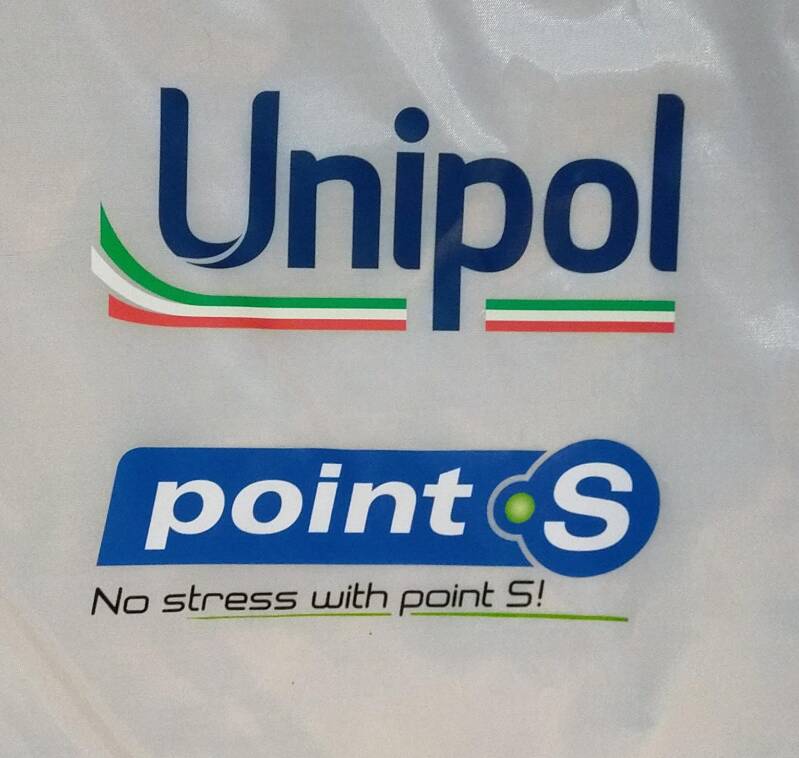 Unipol
point S
No stress with point S!